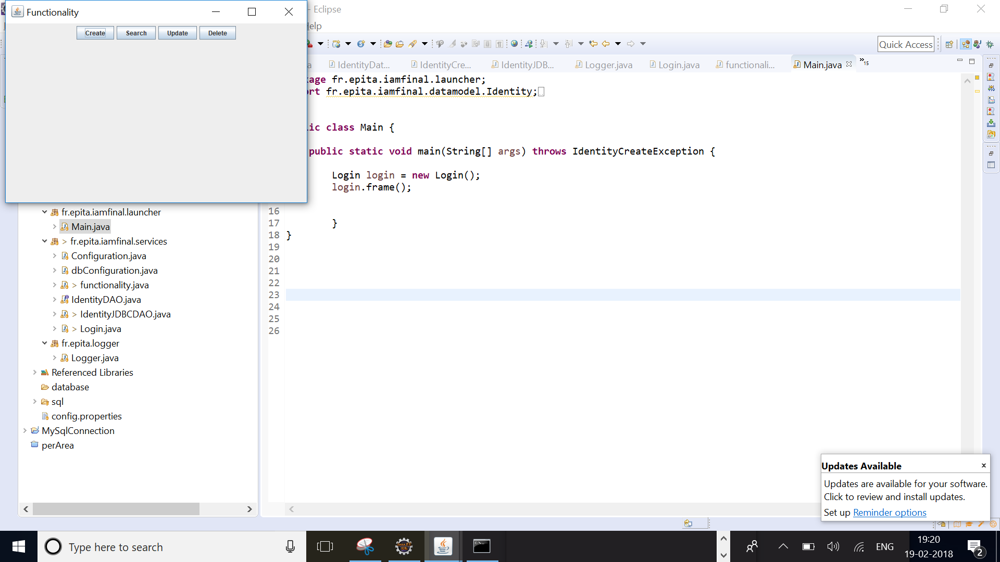 Functionality
- Eclipse
Create Search Update Delete
Help
Quick Access
IdentityDat...
IdentityCre...
IdentityJDB...
Logger.java
Login.java
functionali...
Main.java
»15
age fr.epita.iamfinal.launcher;
ort fr.epita.iamfinal.datamodel.Identity;
lic class Main {
public static void main(String[] args) throws IdentityCreateException {
Login login = new Login();
login.frame();
16
17 }
18 }
19
20
21
22
23
24
25
26
fr.epita.iamfinal.launcher
Main.java
> fr.epita.iamfinal.services
Configuration.java
dbConfiguration.java
> functionality.java
IdentityDAO.java
> IdentityJDBCDAO.java
> Login.java
fr.epita.logger
Logger.java
Referenced Libraries
database
sql
config.properties
MySqlConnection
perArea
Updates Available
Updates are available for your software.
Click to review and install updates.
Set up Reminder options
Type here to search
ENG
19:20
19-02-2018
2